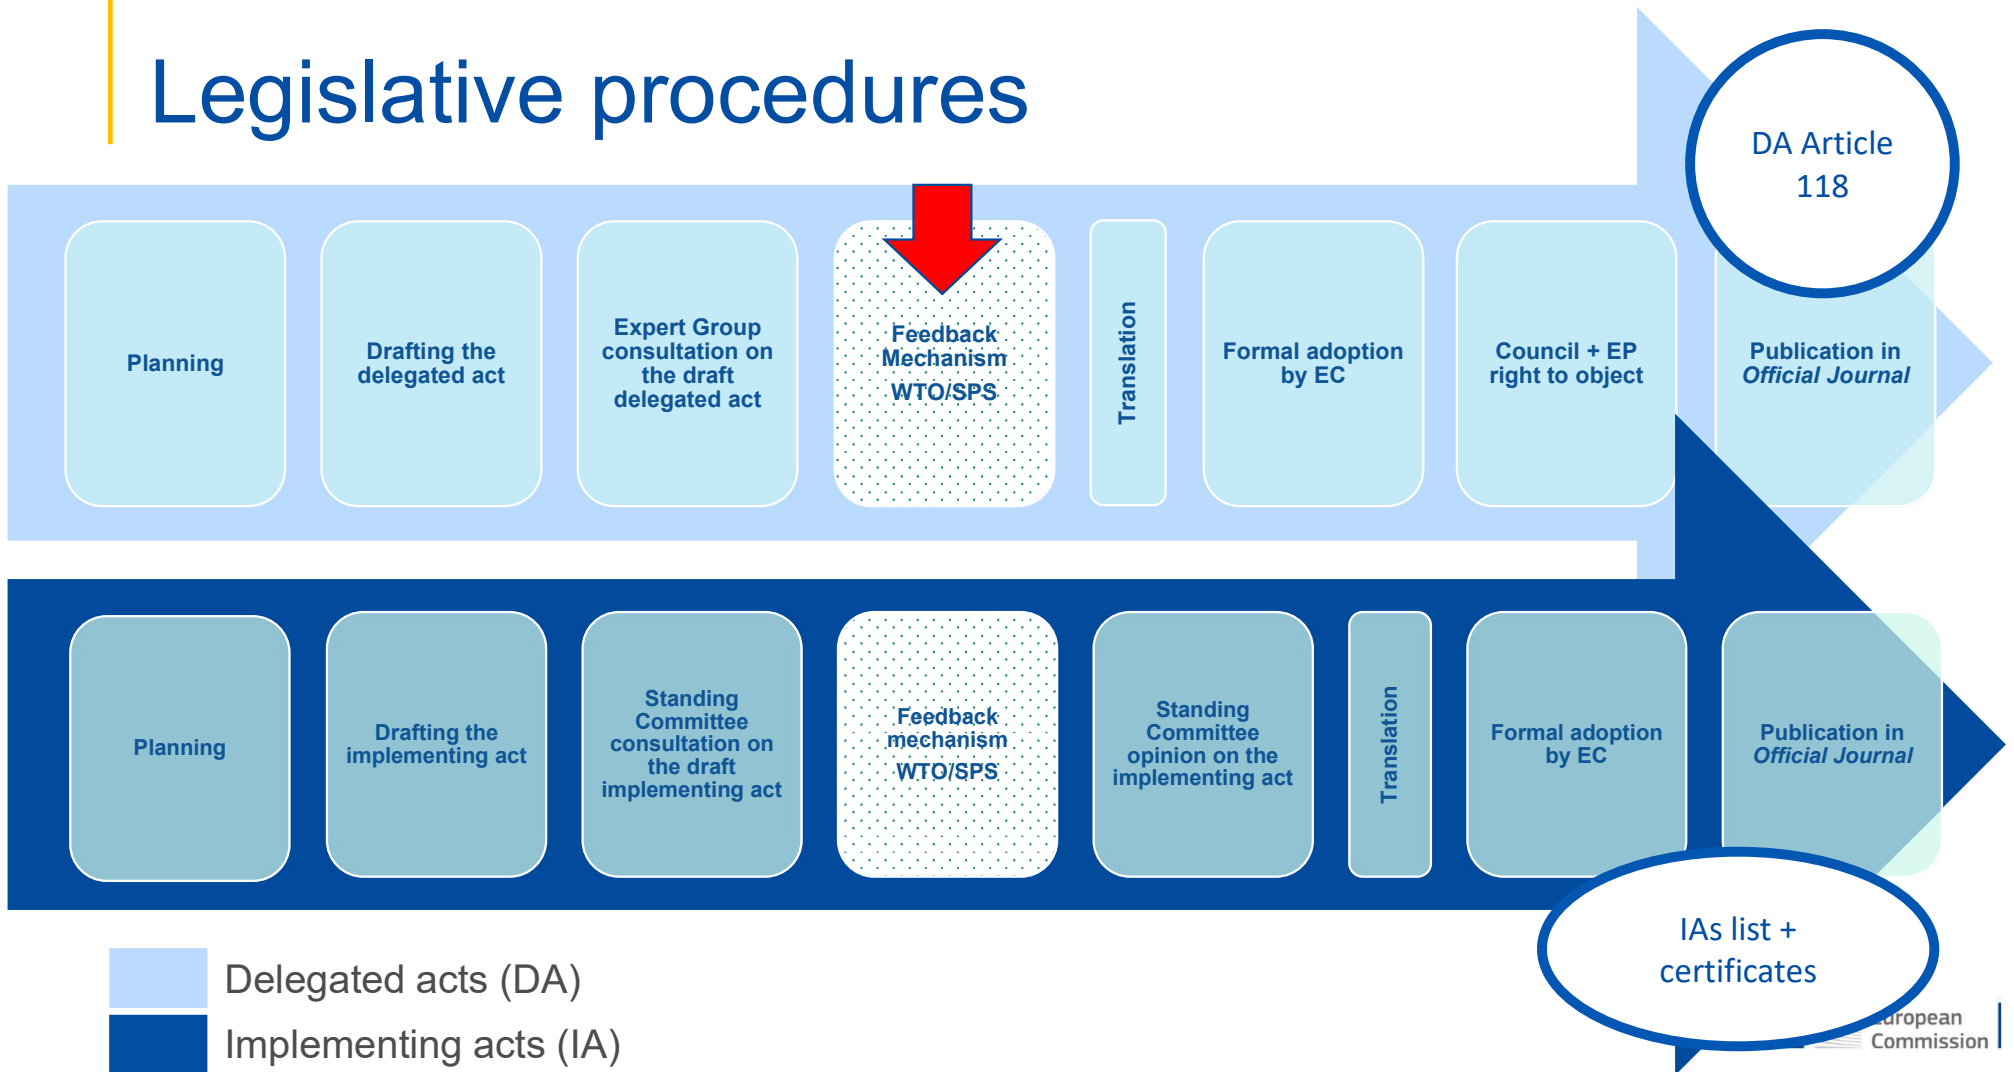 Legislative procedures
DA Article
118
Planning
Drafting the
delegated act
Expert Group
consultation on
the draft
delegated act
Feedback
Mechanism
WTO/SPS
Translation
Formal adoption
by EC
Council + EP
right to object
Publication in
Official Journal
Planning
Drafting the
implementing act
Standing
Committee
consultation on
the draft
implementing act
Feedback
mechanism
WTO/SPS
Standing
Committee
opinion on the
implementing act
Translation
Formal adoption
by EC
Publication in
Official Journal
IAs list +
certificates
Delegated acts (DA)
Implementing acts (IA)
European
Commission